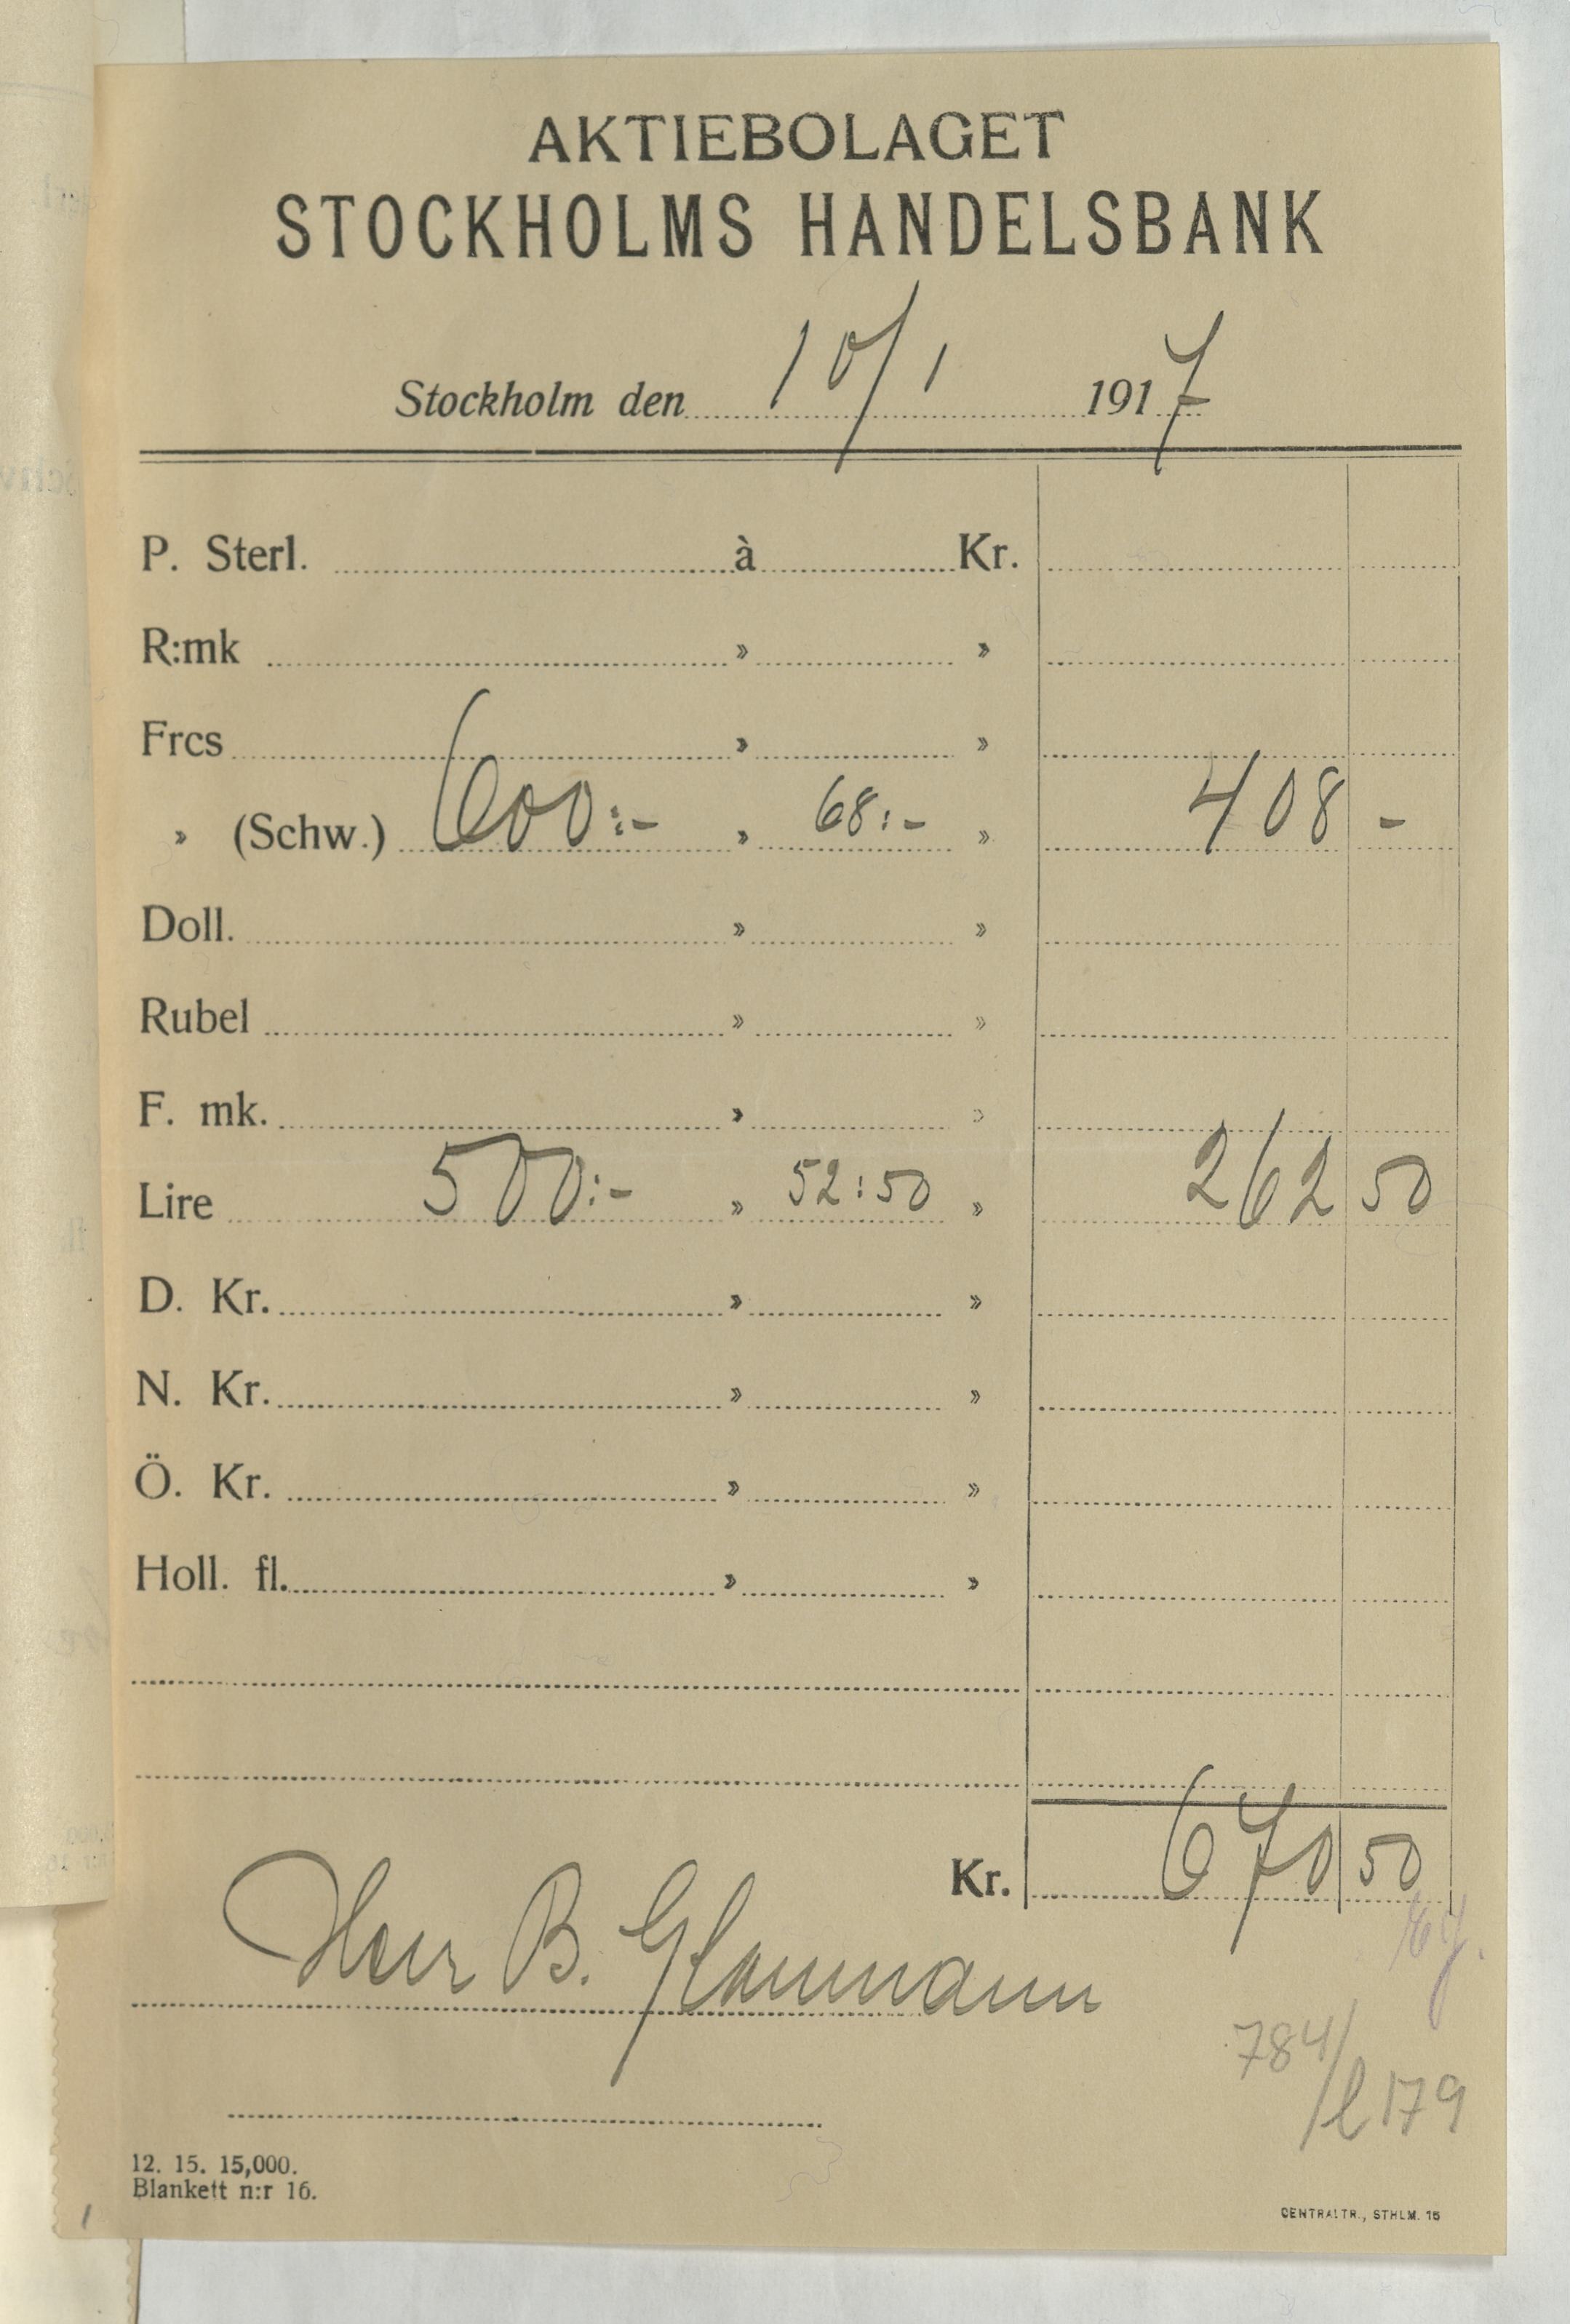 AKTIEBOLAGET
STOCKHOLMS HANDELSBANK
Stockholm den 10/1 1917
P. Sterl. à Kr.
R:mk » »
Frcs » »
» (Schw.) 600:- » 68:- » 408 -
Doll. » »
Rubel » »
F. mk. » »
Lire 500:- » 52:50 » 262 50
D. Kr. » »
N. Kr. » »
Ö. Kr. » »
Holl. fl. » »
Kr. 670 50
Herr B.
784/l179
12. 15. 15,000.
Blankett n:r 16.
CENTRALTR., STHLM. 15